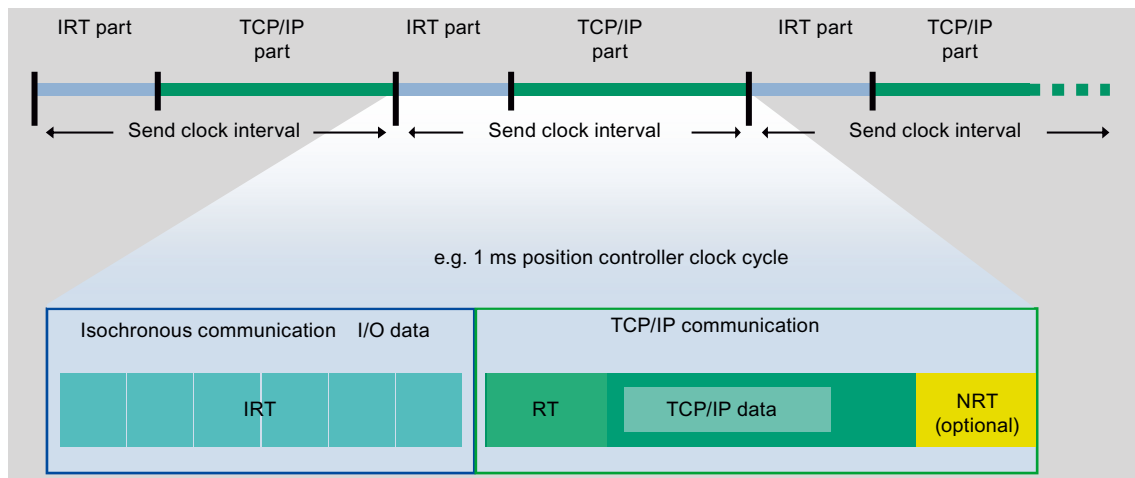 IRT part
TCP/IP
part
IRT part
TCP/IP
part
IRT part
TCP/IP
part
Send clock interval
Send clock interval
Send clock interval
e.g. 1 ms position controller clock cycle
Isochronous communication I/O data
TCP/IP communication
IRT
RT
TCP/IP data
NRT
(optional)